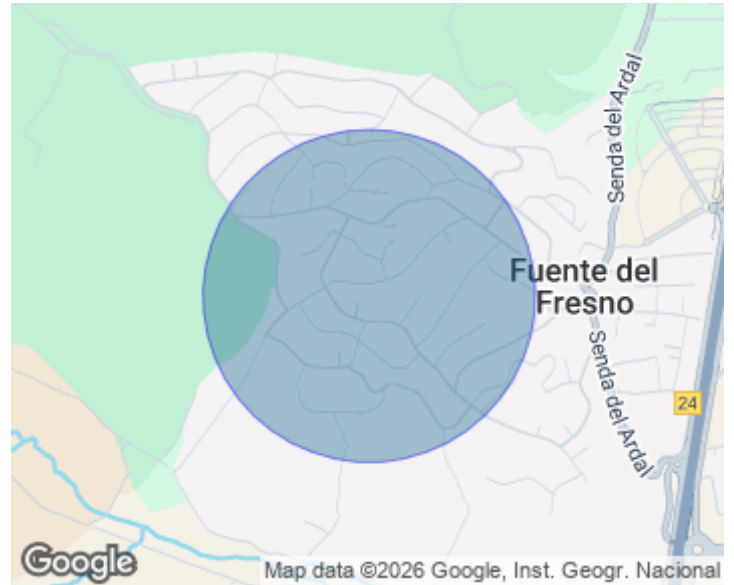 Senda del Ardal
Fuente del
Fresno
Senda del Ardal
24
Google
Map data ©2026 Google, Inst. Geogr. Nacional